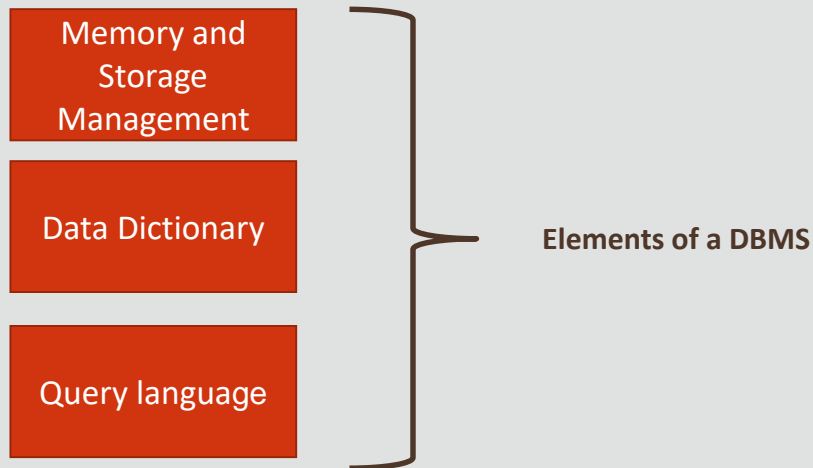 Memory and
Storage
Management
Data Dictionary
Elements of a DBMS
Query language